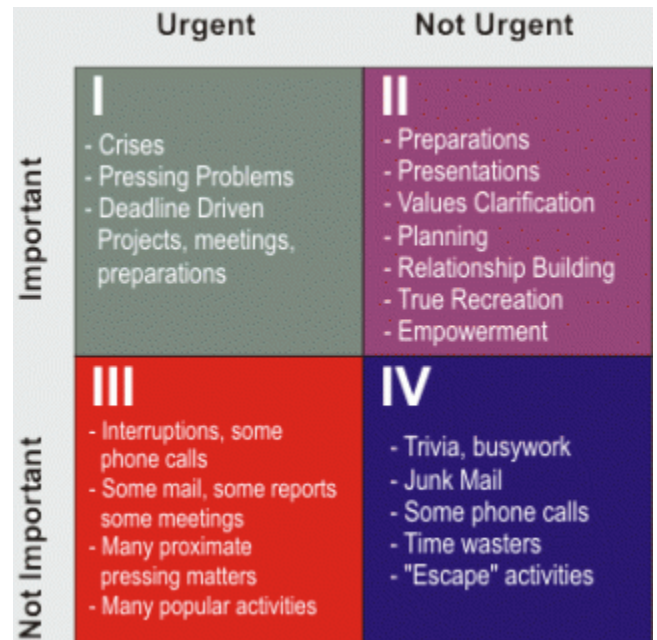 Urgent
Not Urgent
Important
I
- Crises
- Pressing Problems
- Deadline Driven
Projects, meetings,
preparations
II
- Preparations
- Presentations
- Values Clarification
- Planning
- Relationship Building
- True Recreation
- Empowerment
Not Important
III
- Interruptions, some
phone calls
- Some mail, some reports
some meetings
- Many proximate
pressing matters
- Many popular activities
IV
- Trivia, busywork
- Junk Mail
- Some phone calls
- Time wasters
- "Escape" activities